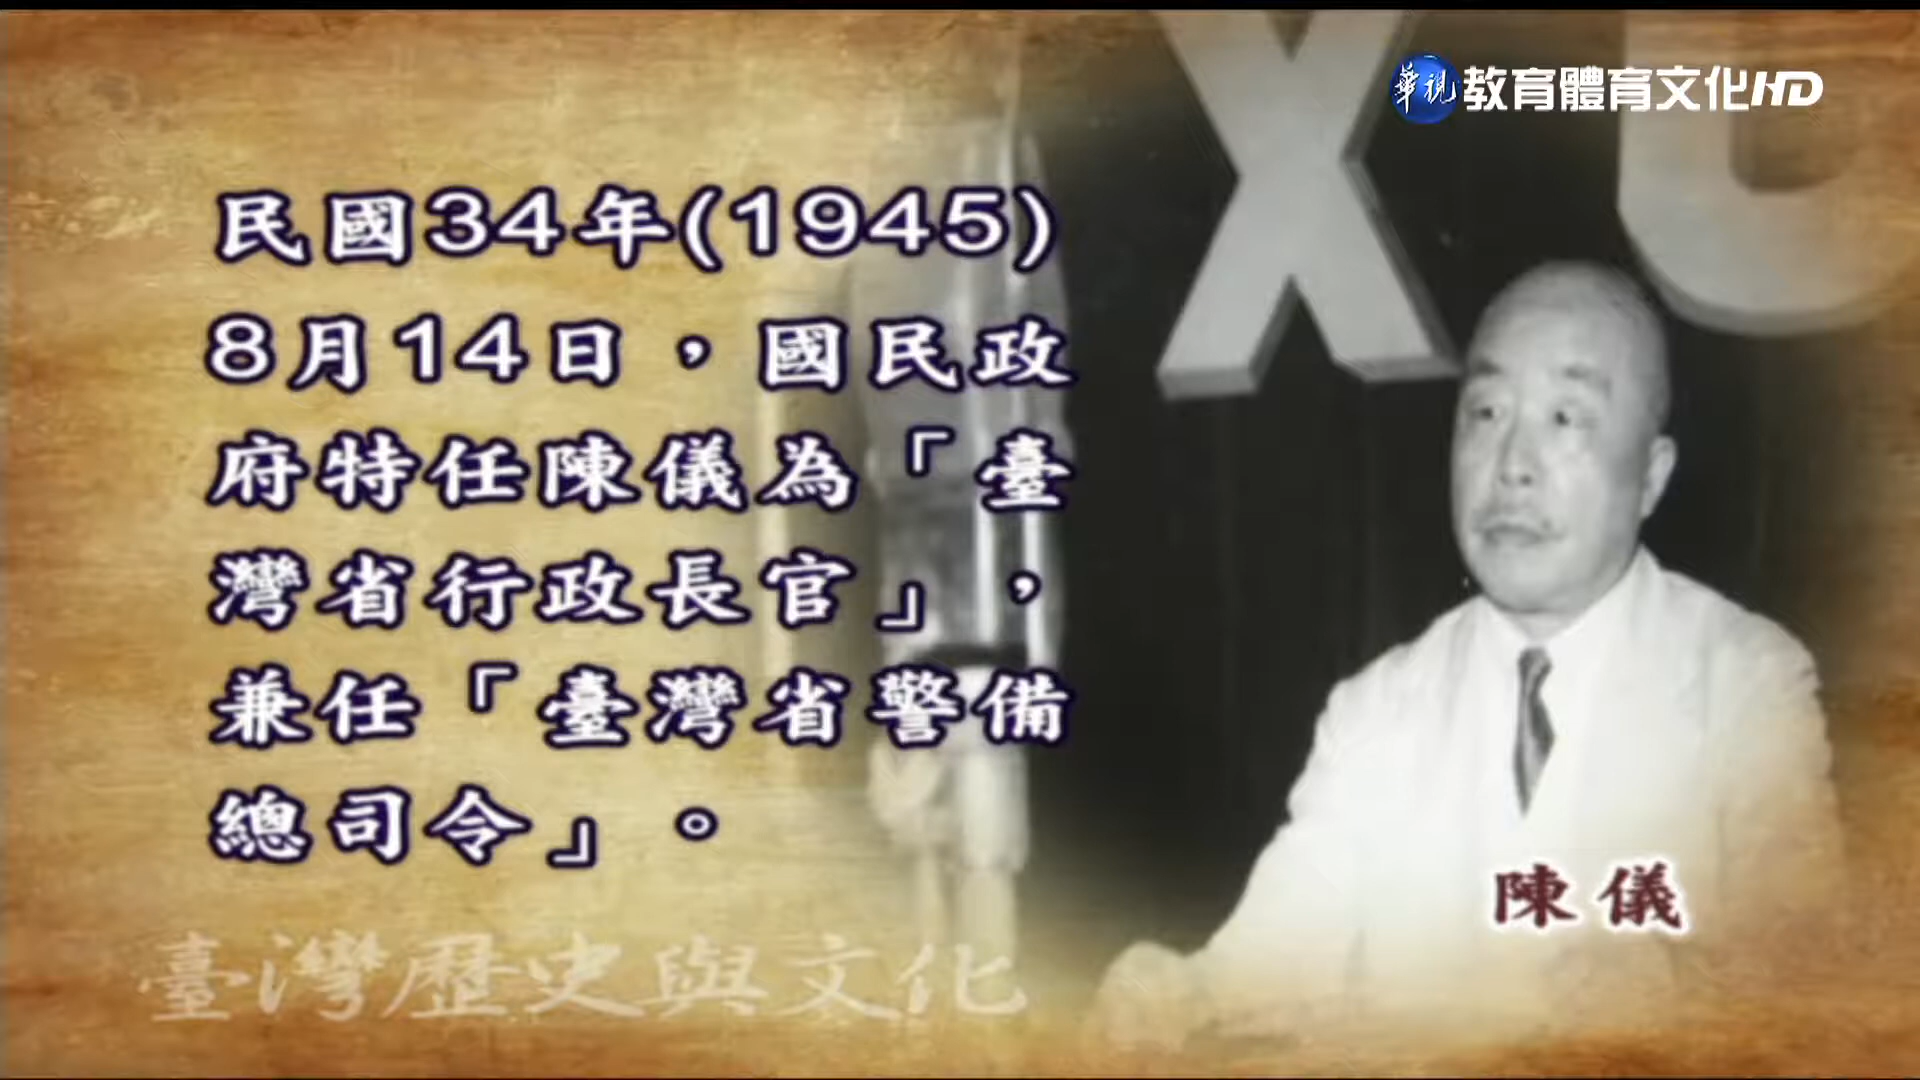 華視 教育體育文化HD
XU
民國34年(1945)
8月14日，國民政
府特任陳儀為「臺
灣省行政長官」，
兼任「臺灣省警備
總司令」。
陳儀
臺灣歷史與文化